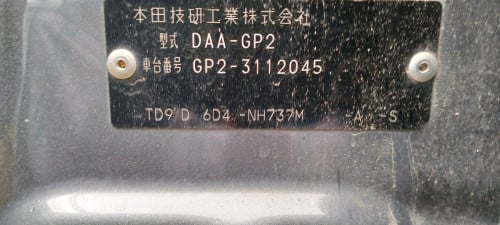 本田技研工業株式会社
型式 DAA-GP2
車台番号 GP2-3112045
TD9 D 6D4 -NH737M -A -S